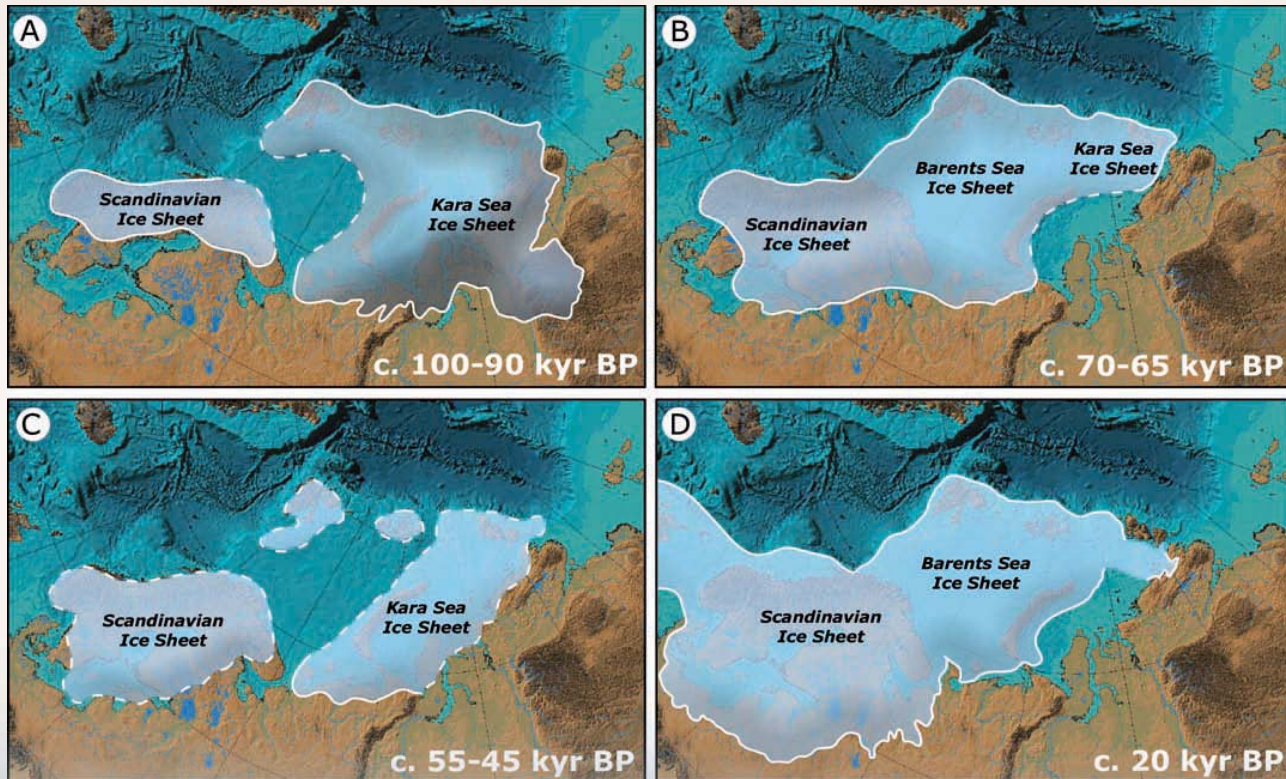 A
Scandinavian
Ice Sheet
Kara Sea
Ice Sheet
c. 100-90 kyr BP
B
Scandinavian
Ice Sheet
Barents Sea
Ice Sheet
Kara Sea
Ice Sheet
c. 70-65 kyr BP
C
Scandinavian
Ice Sheet
Kara Sea
Ice Sheet
c. 55-45 kyr BP
D
Scandinavian
Ice Sheet
Barents Sea
Ice Sheet
c. 20 kyr BP